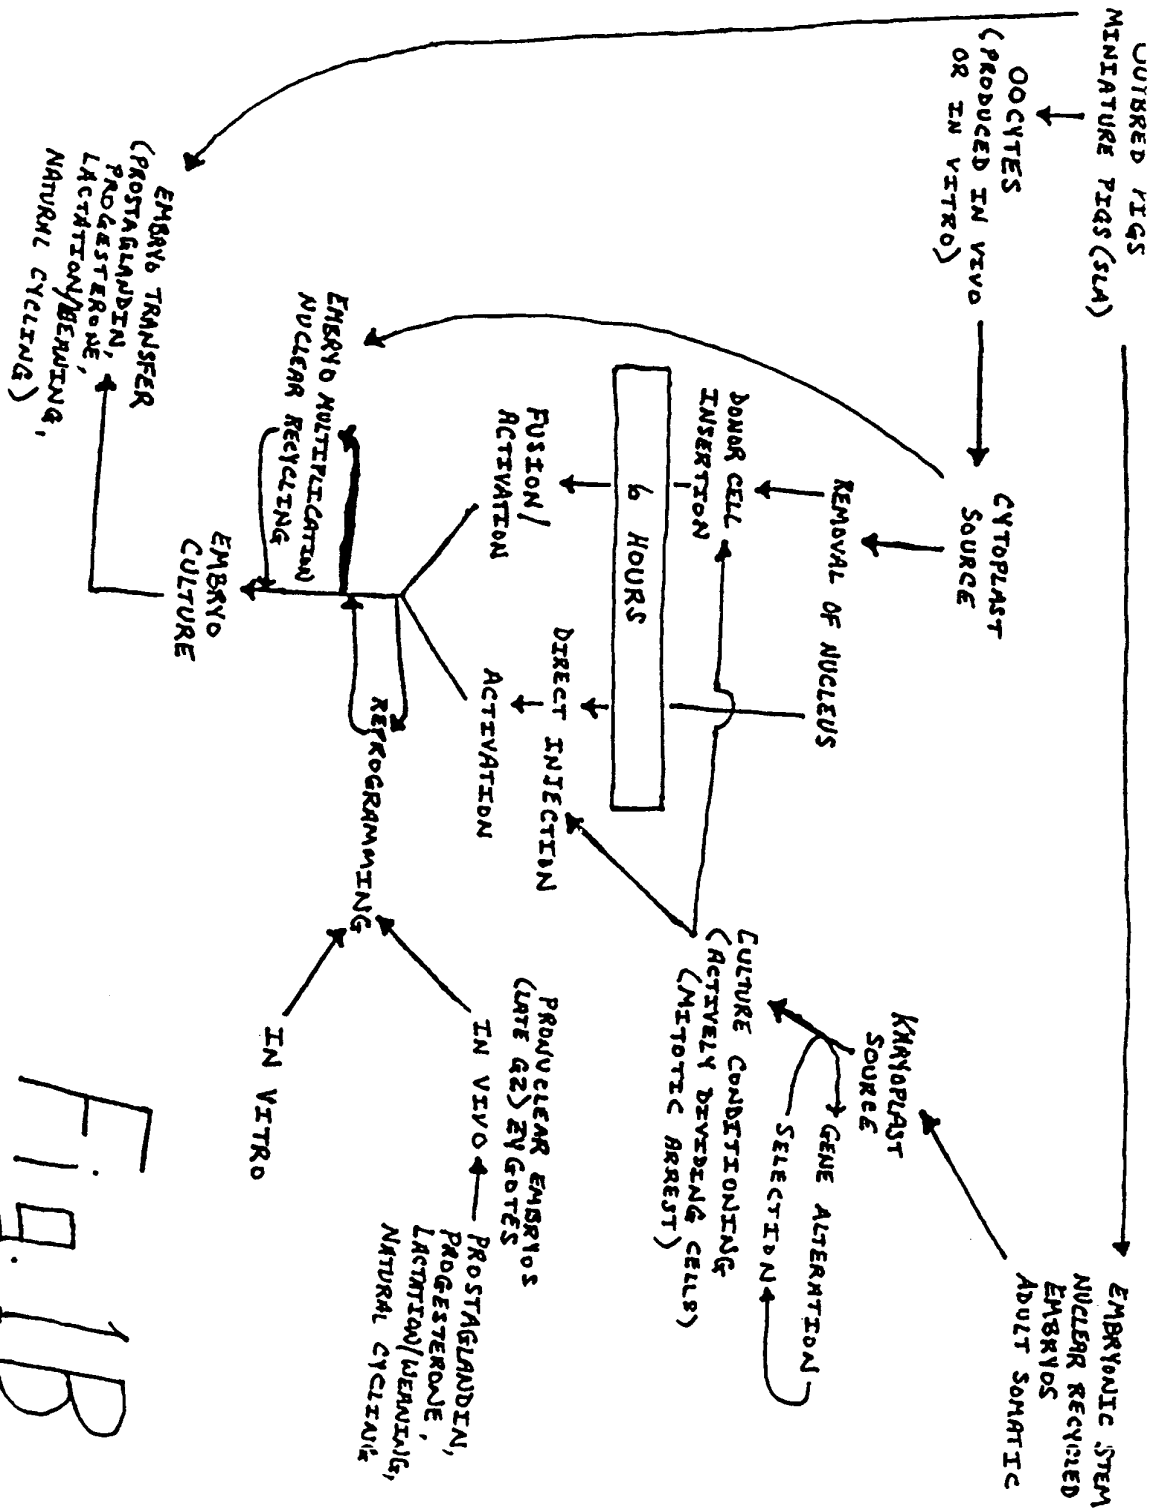 OUTBRED PIGS
MINIATURE PIGS (SLA)
OOCYTES
(PRODUCED IN VIVO
OR IN VITRO)
CYTOPLAST
SOURCE
REMOVAL OF NUCLEUS
DONOR CELL
INSERTION
6 HOURS
FUSION/
ACTIVATION
DIRECT INJECTION
ACTIVATION
EMBRYO MULTIPLICATION
NUCLEAR RECYCLING
EMBRYO
CULTURE
EMBRYO TRANSFER
(PROSTAGLANDIN,
PROGESTERONE,
LACTATION/WEANING,
NATURAL CYCLING)
EMBRYONIC STEM
NUCLEAR RECYCLED
EMBRYOS
ADULT SOMATIC
KARYOPLAST
SOURCE
GENE ALTERATION
SELECTION
CULTURE CONDITIONING
(ACTIVELY DIVIDING CELLS)
(MITOTIC ARREST)
REPROGRAMMING
PRONUCLEAR EMBRYOS
(LATE G2) ZYGOTES
IN VIVO
PROSTAGLANDIN,
PROGESTERONE,
LACTATION/WEANING,
NATURAL CYCLING
IN VITRO
Fig. 1B